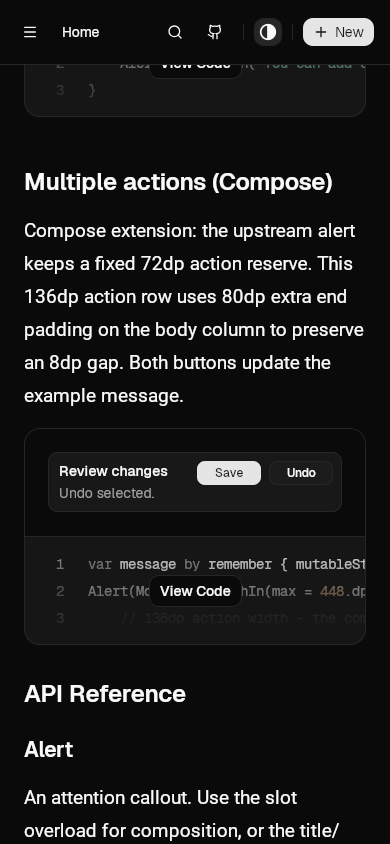 Home
New
View Code
3 }
Multiple actions (Compose)
Compose extension: the upstream alert
keeps a fixed 72dp action reserve. This
136dp action row uses 80dp extra end
padding on the body column to preserve
an 8dp gap. Both buttons update the
example message.
Review changes
Save
Undo
Undo selected.
1 var message by remember { mutableSt
2 Alert(Mo
View Code
hIn(max = 448.dp
3 // 136dp action width - the com
API Reference
Alert
An attention callout. Use the slot
overload for composition, or the title/